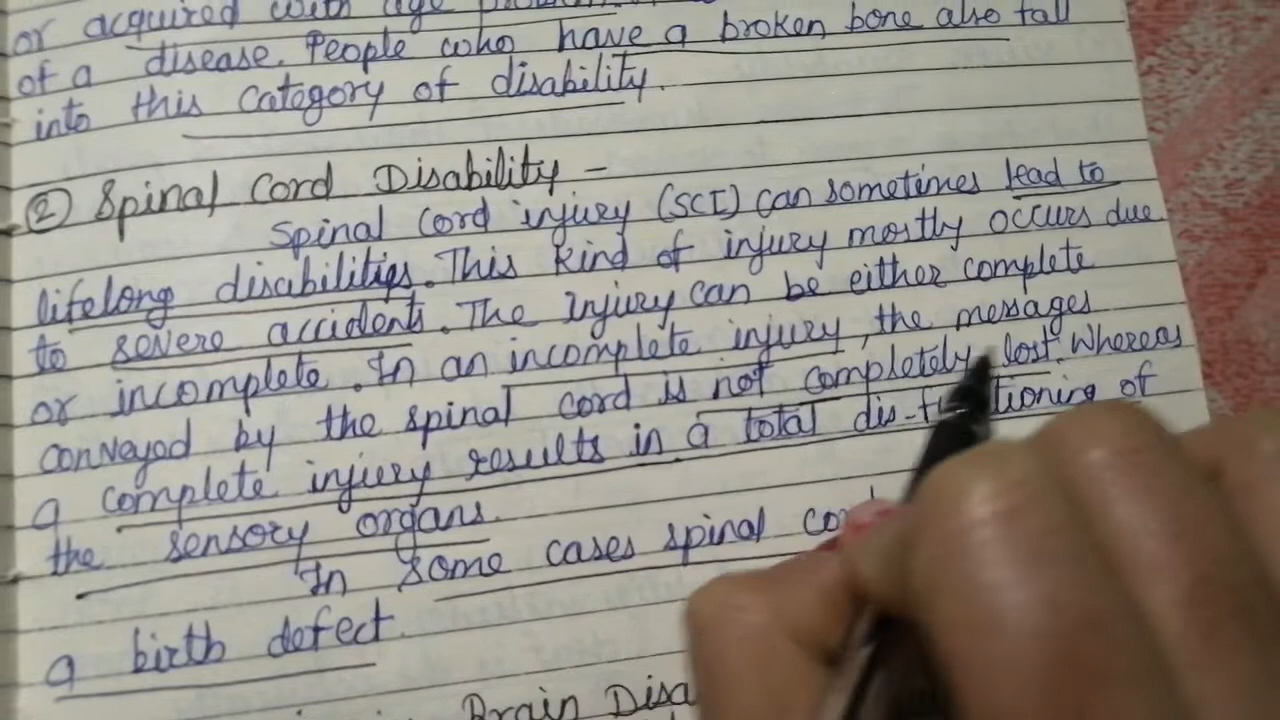 or acquired with age
of a disease. People who have a broken bone also fall
into this category of disability.
② Spinal Cord Disability -
Spinal Cord injury (SCI) can sometimes lead to
lifelong disabilities. This kind of injury mostly occurs due
to severe accidents. The injury can be either complete
or incomplete. In an incomplete injury, the messages
conveyed by the spinal cord is not completely lost. Whereas
a complete injury results in a total dis-functioning of
the sensory organs.
In some cases spinal
a birth defect.
Brain